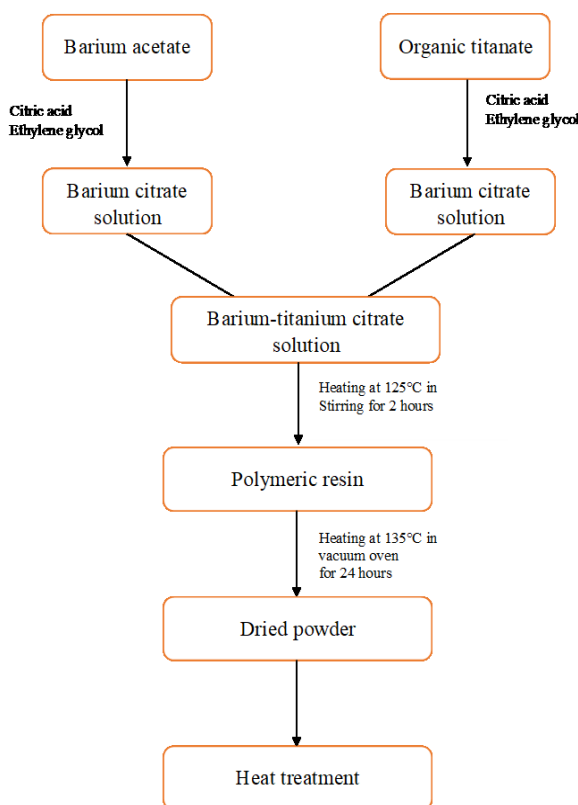 Barium acetate
Organic titanate
Citric acid
Ethylene glycol
Citric acid
Ethylene glycol
Barium citrate
solution
Barium citrate
solution
Barium-titanium citrate
solution
Heating at 125°C in
Stirring for 2 hours
Polymeric resin
Heating at 135°C in
vacuum oven
for 24 hours
Dried powder
Heat treatment